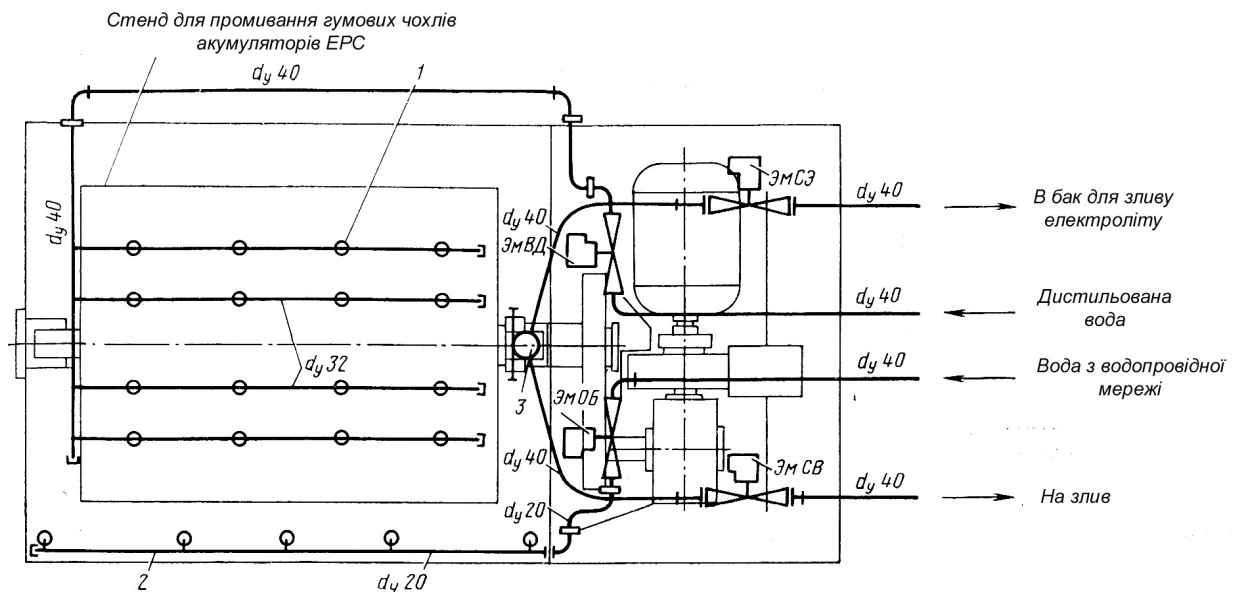 Стенд для промивання гумових чохлів
акумуляторів ЕРС
dу 40
1
dу 40
ЭмСЭ
dу 40
В бак для зливу
електроліту
dу 40
ЭмВД
dу 40
Дистильована
вода
dу 32
3
dу 40
Вода з водопровідної
мережі
ЭмОБ
dу 40
ЭмСВ
dу 40
На злив
dу 20
2
dу 20